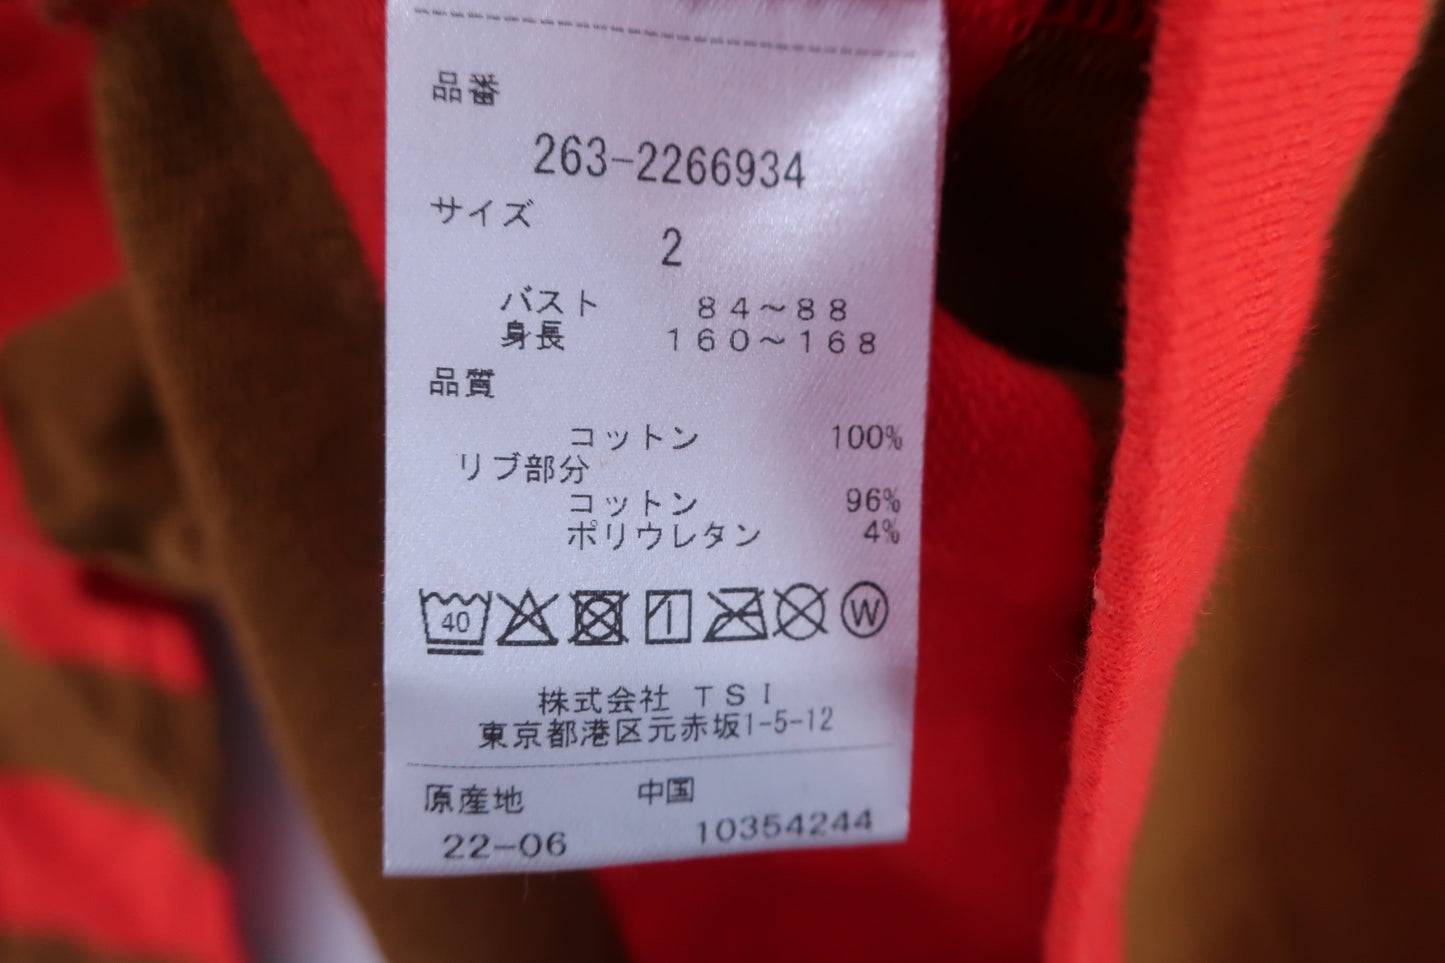 品番
263-2266934
サイズ
2
バスト 84～88
身長 160～168
品質
コットン 100%
リブ部分
コットン 96%
ポリウレタン 4%
40 W
株式会社 TSI
東京都港区元赤坂1-5-12
原産地 中国
22-06 10354244